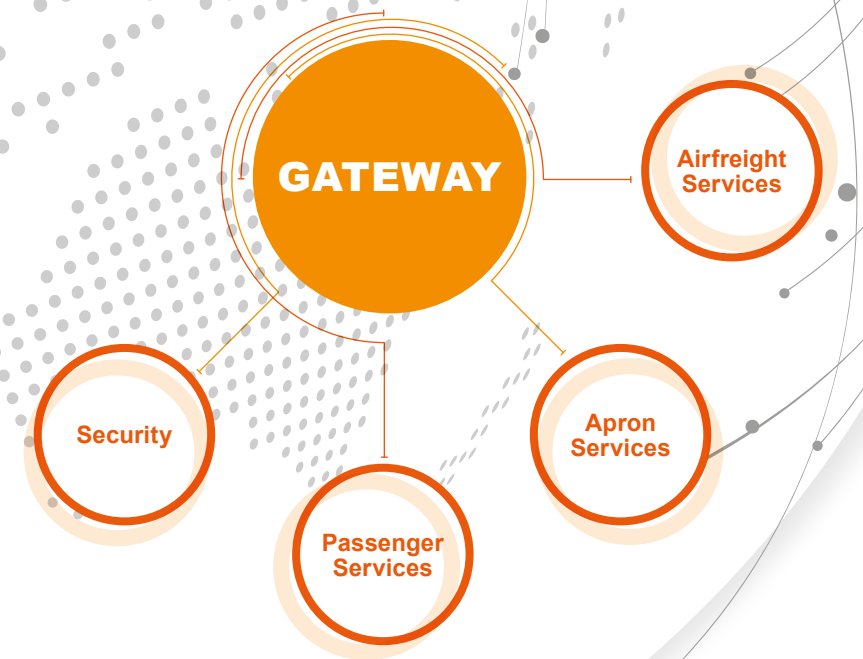 GATEWAY
Airfreight
Services
Security
Apron
Services
Passenger
Services